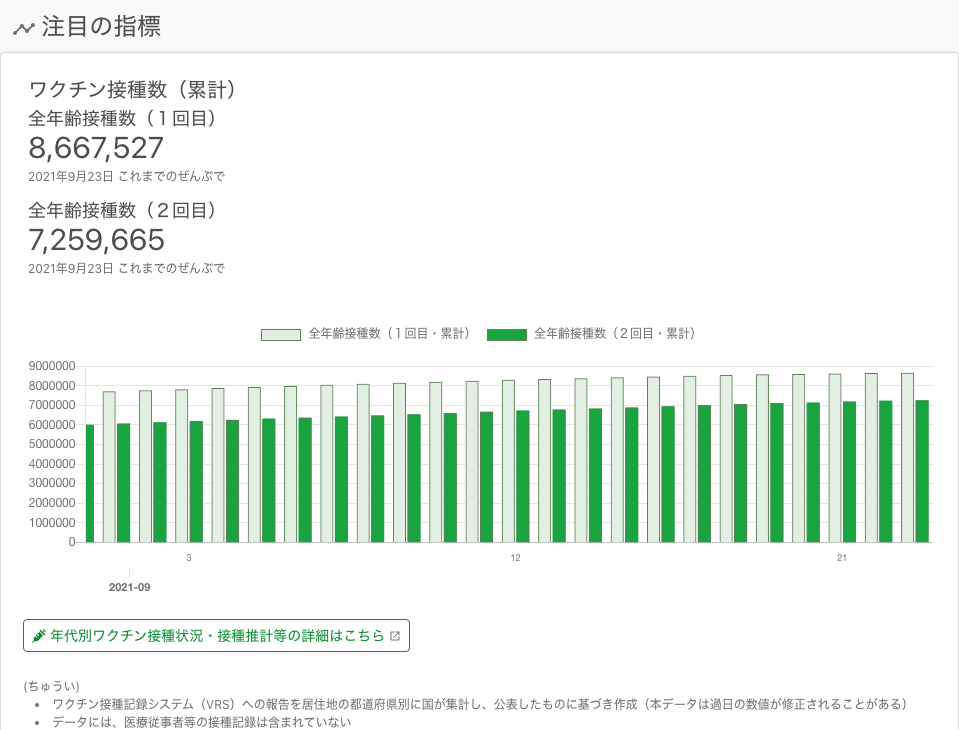 注目の指標
ワクチン接種数（累計）
全年齢接種数（１回目）
8,667,527
2021年9月23日 これまでのぜんぶで
全年齢接種数（２回目）
7,259,665
2021年9月23日 これまでのぜんぶで
全年齢接種数（１回目・累計） 全年齢接種数（２回目・累計）
9000000
8000000
7000000
6000000
5000000
4000000
3000000
2000000
1000000
0
3 12 21
2021-09
年代別ワクチン接種状況・接種推計等の詳細はこちら
(ちゅうい)
• ワクチン接種記録システム（VRS）への報告を居住地の都道府県別に国が集計し、公表したものに基づき作成（本データは過日の数値が修正されることがある）
• データには、医療従事者等の接種記録は含まれていない